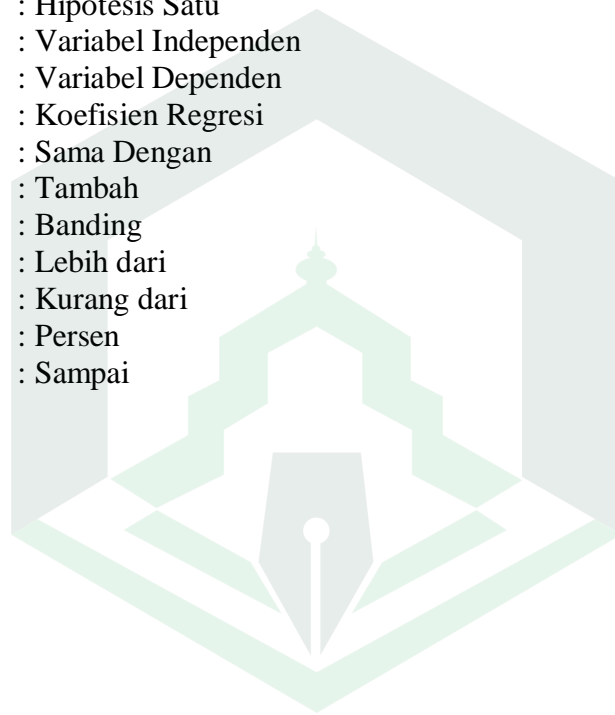 : Hipotesis Satu
: Variabel Independen
: Variabel Dependen
: Koefisien Regresi
: Sama Dengan
: Tambah
: Banding
: Lebih dari
: Kurang dari
: Persen
: Sampai